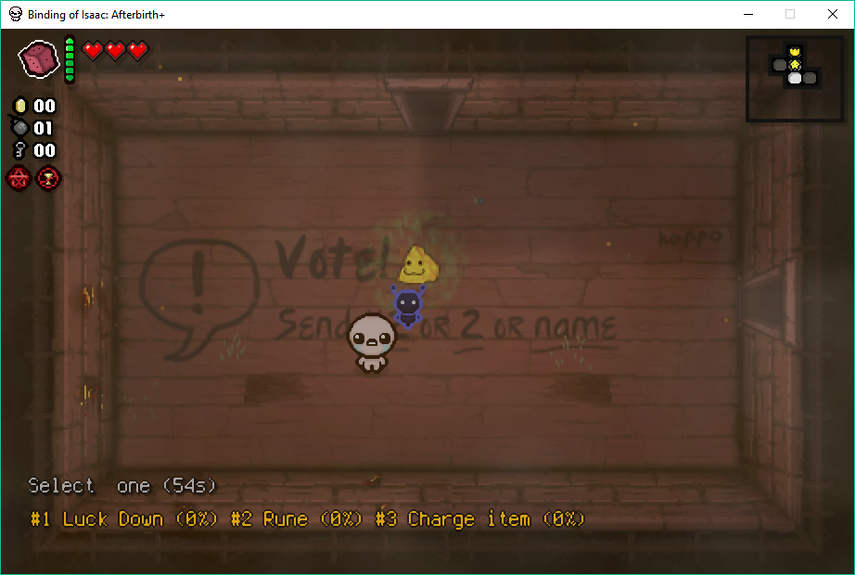 Binding of Isaac: Afterbirth+
00
01
00
Vote!
Send OR 2 OR name
Select one (54s)
#1 Luck Down (0%) #2 Rune (0%) #3 Charge item (0%)